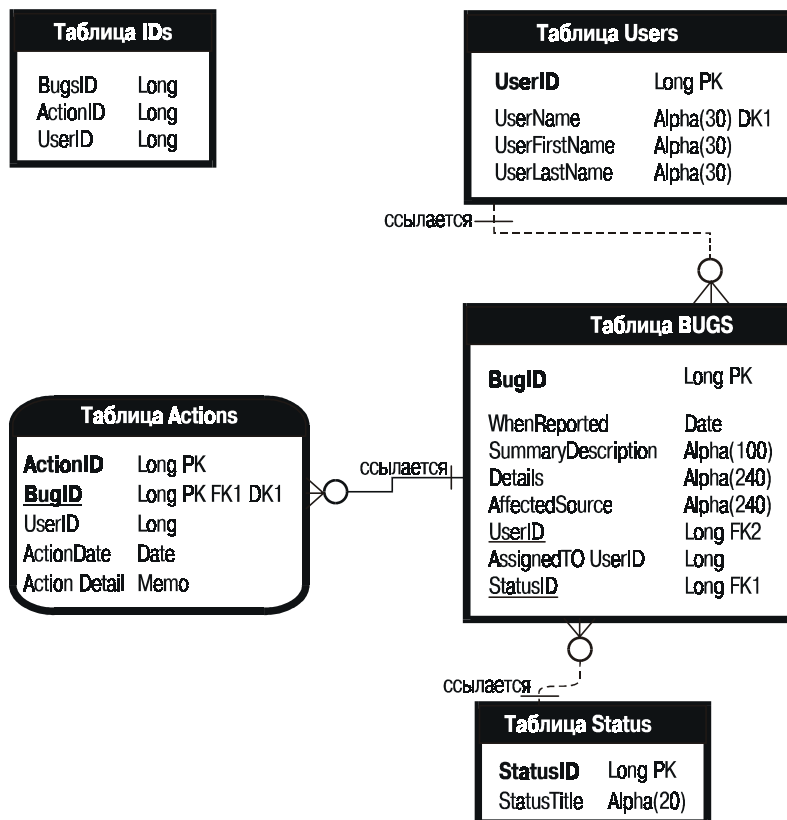 Таблица IDs
BugsID Long
ActionID Long
UserID Long
Таблица Users
UserID Long PK
UserName Alpha(30) DK1
UserFirstName Alpha(30)
UserLastName Alpha(30)
ссылается
Таблица BUGS
BugID Long PK
WhenReported Date
SummaryDescription Alpha(100)
Details Alpha(240)
AffectedSource Alpha(240)
UserID Long FK2
AssignedTO UserID Long
StatusID Long FK1
Таблица Actions
ActionID Long PK
BugID Long PK FK1 DK1
UserID Long
ActionDate Date
Action Detail Memo
ссылается
ссылается
Таблица Status
StatusID Long PK
StatusTitle Alpha(20)